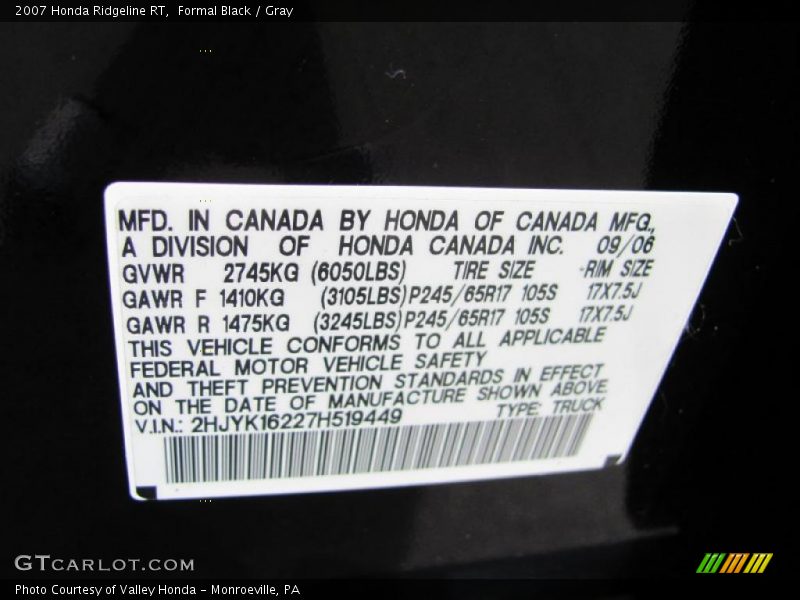 2007 Honda Ridgeline RT,  Formal Black / Gray
MFD. IN CANADA BY HONDA OF CANADA MFG.,
A DIVISION OF HONDA CANADA INC. 09/06
GVWR 2745KG (6050LBS) TIRE SIZE RIM SIZE
GAWR F 1410KG (3105LBS) P245/65R17 105S 17X7.5J
GAWR R 1475KG (3245LBS) P245/65R17 105S 17X7.5J
THIS VEHICLE CONFORMS TO ALL APPLICABLE
FEDERAL MOTOR VEHICLE SAFETY
AND THEFT PREVENTION STANDARDS IN EFFECT
ON THE DATE OF MANUFACTURE SHOWN ABOVE
V.I.N.: 2HJYK16227H519449 TYPE: TRUCK
GTCARLOT.COM
Photo Courtesy of Valley Honda - Monroeville, PA